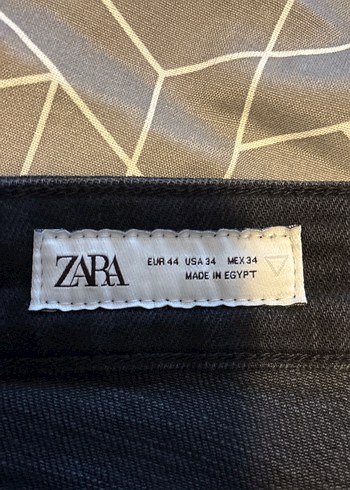 ZARA
EUR 44 USA 34 MEX 34
MADE IN EGYPT